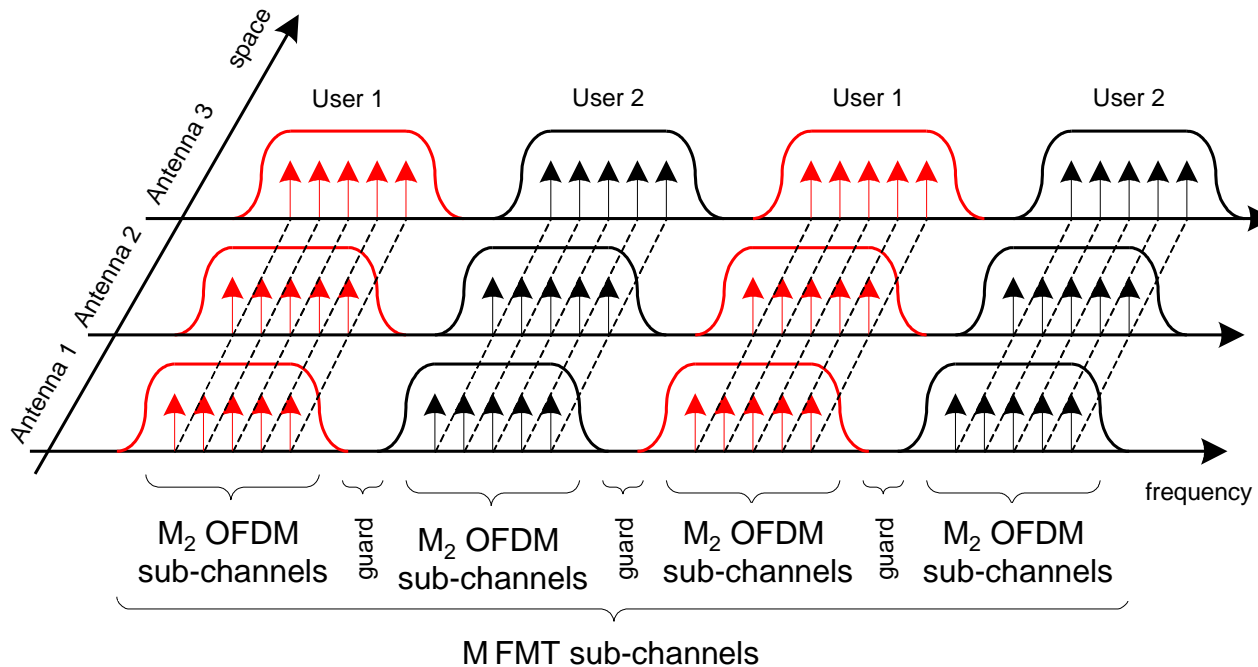 space
User 1
User 2
User 1
User 2
Antenna 3
Antenna 2
Antenna 1
frequency
M₂ OFDM
sub-channels
guard
M₂ OFDM
sub-channels
guard
M₂ OFDM
sub-channels
guard
M₂ OFDM
sub-channels
M FMT sub-channels